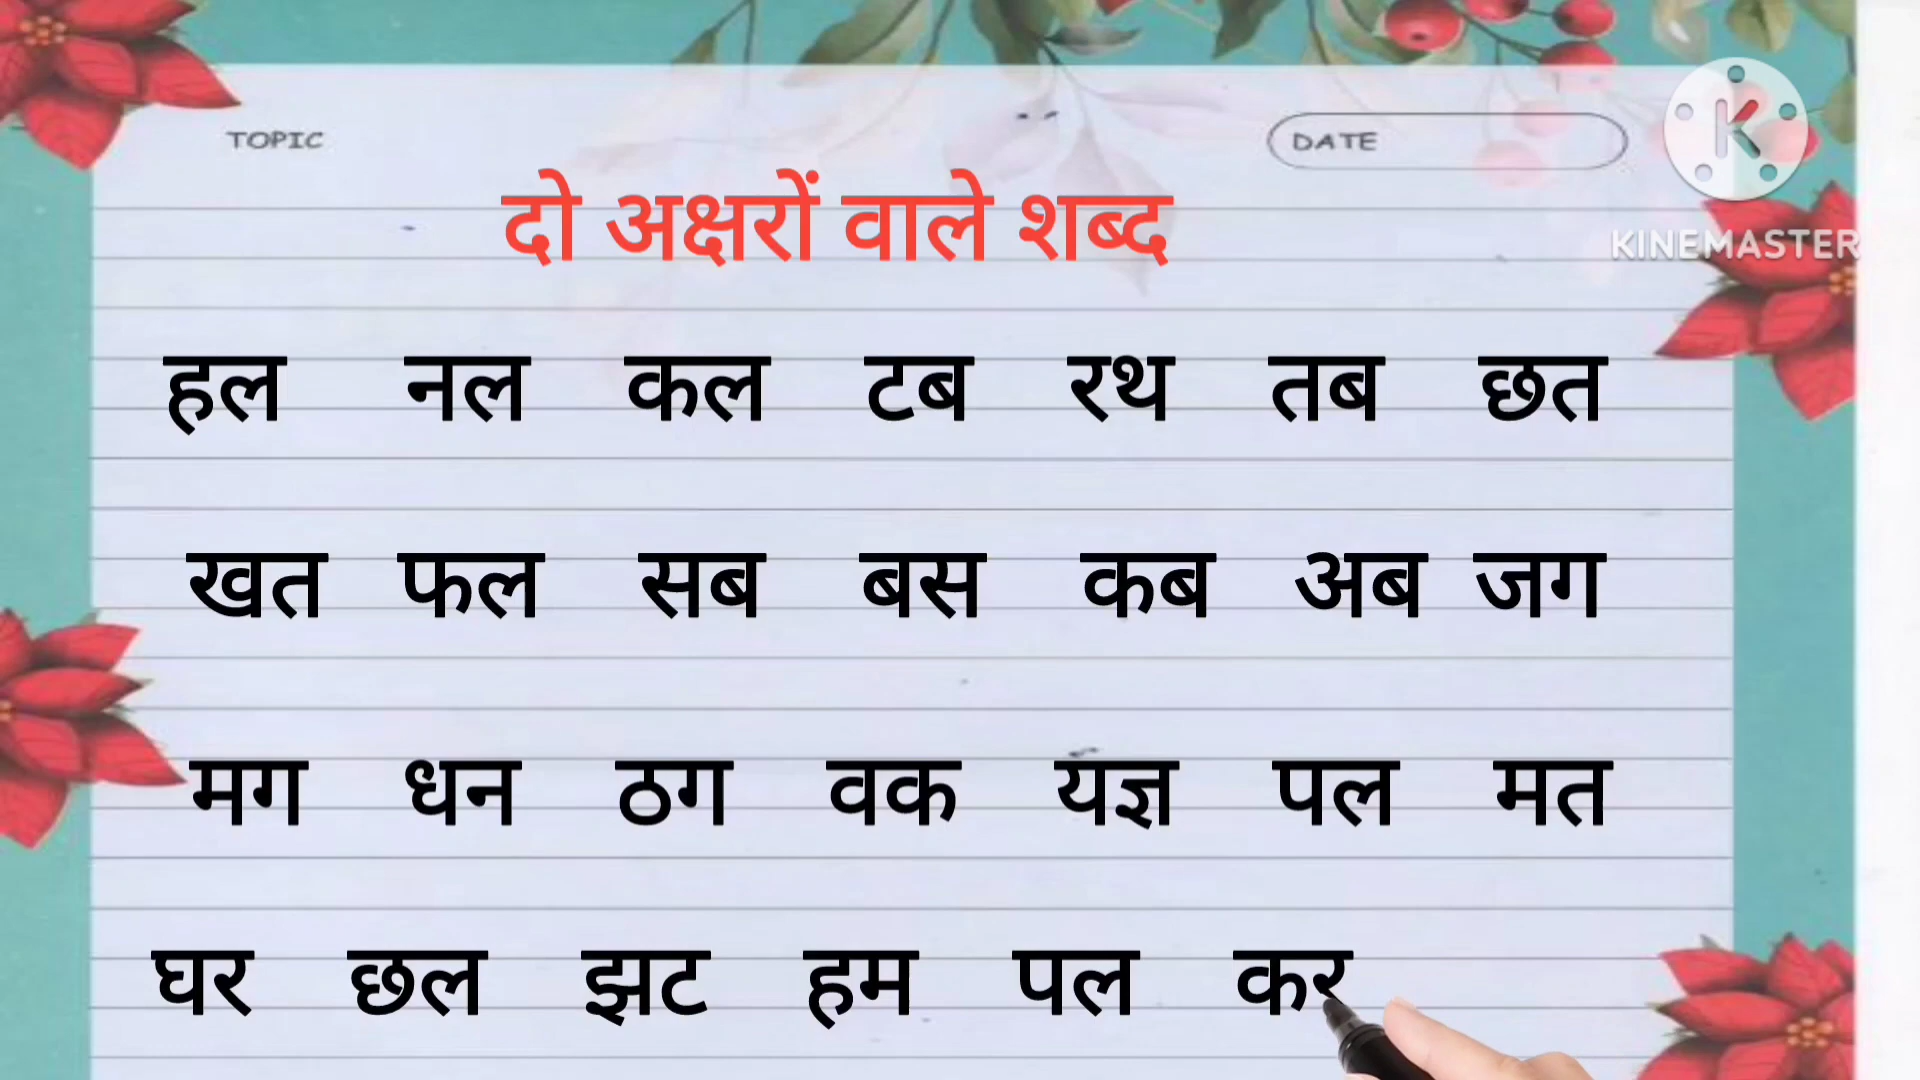 TOPIC DATE
दो अक्षरों वाले शब्द
KINEMASTER
हल नल कल टब रथ तब छत
खत फल सब बस कब अब जग
मग धन ठग वक यज्ञ पल मत
घर छल झट हम पल कर